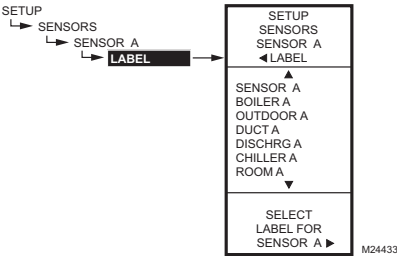 SETUP
SENSORS
SENSOR A
LABEL
SETUP
SENSORS
SENSOR A
◀LABEL
▲
SENSOR A
BOILER A
OUTDOOR A
DUCT A
DISCHRG A
CHILLER A
ROOM A
▼
SELECT
LABEL FOR
SENSOR A ▶
M24433